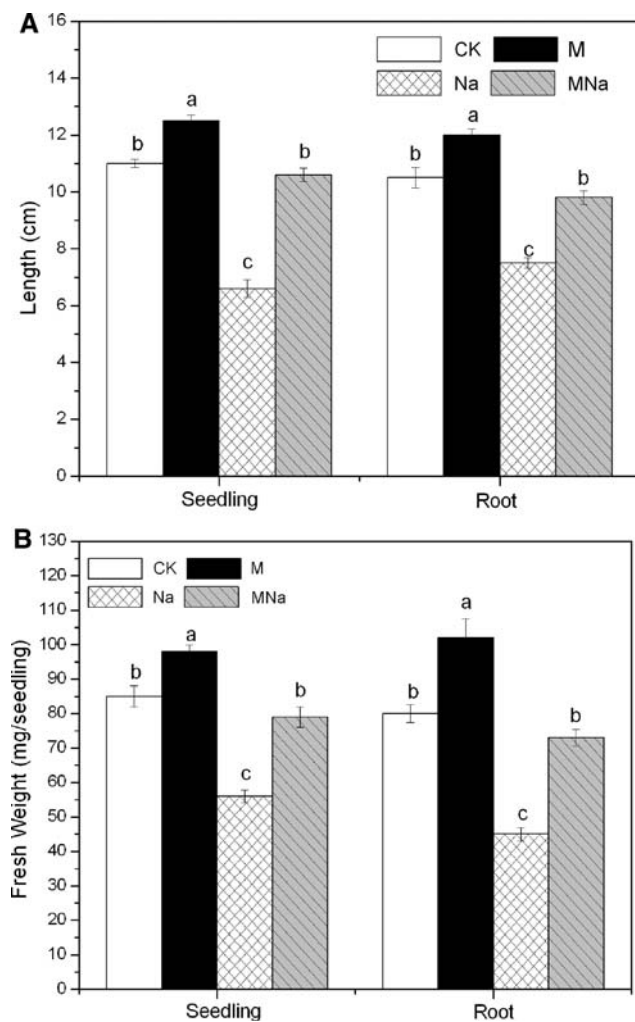 A
16
14
12
10
8
6
4
2
0
Length (cm)
CK M
Na MNa
b a c b
b a c b
Seedling Root
B
130
120
110
100
90
80
70
60
50
40
30
20
10
0
Fresh Weight (mg/seedling)
CK M
Na MNa
b a c b
b a c b
Seedling Root